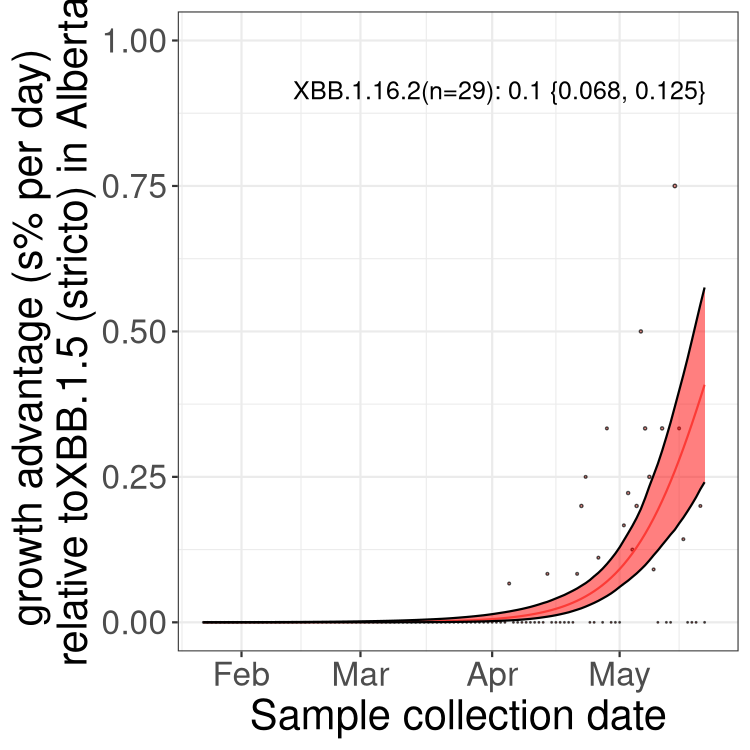 growth advantage (s% per day)
relative toXBB.1.5 (stricto) in Alberta
1.00
0.75
0.50
0.25
0.00
XBB.1.16.2(n=29): 0.1 {0.068, 0.125}
Feb Mar Apr May
Sample collection date